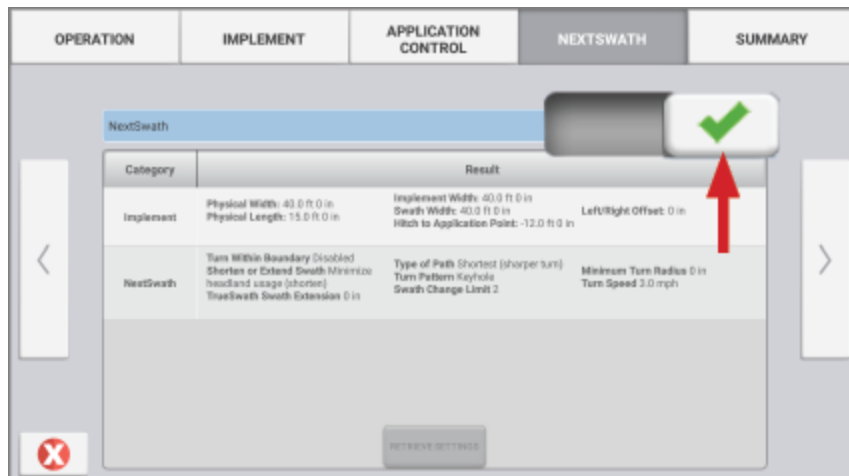 OPERATION
IMPLEMENT
APPLICATION
CONTROL
NEXTSWATH
SUMMARY
NextSwath
Category
Result
Implement
Physical Width: 40.0 ft 0 in
Physical Length: 15.0 ft 0 in
Implement Width: 40.0 ft 0 in
Swath Width: 40.0 ft 0 in
Hitch to Application Point: -12.0 ft 0 in
Left/Right Offset: 0 in
NextSwath
Turn Within Boundary Disabled
Shorten or Extend Swath Minimize
headland usage (shorten)
TrueSwath Swath Extension 0 in
Type of Path Shortest (sharper turn)
Turn Pattern Keyhole
Swath Change Limit 2
Minimum Turn Radius 0 in
Turn Speed 3.0 mph
RETRIEVE SETTINGS